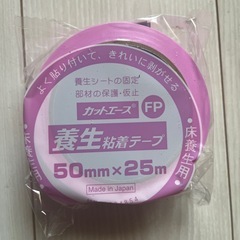 よく貼り付いて、きれいに剥がせる
養生シートの固定
部材の保護・仮止
カットエース FP
養生粘着テープ
50mm×25m
Made in Japan
床養生用